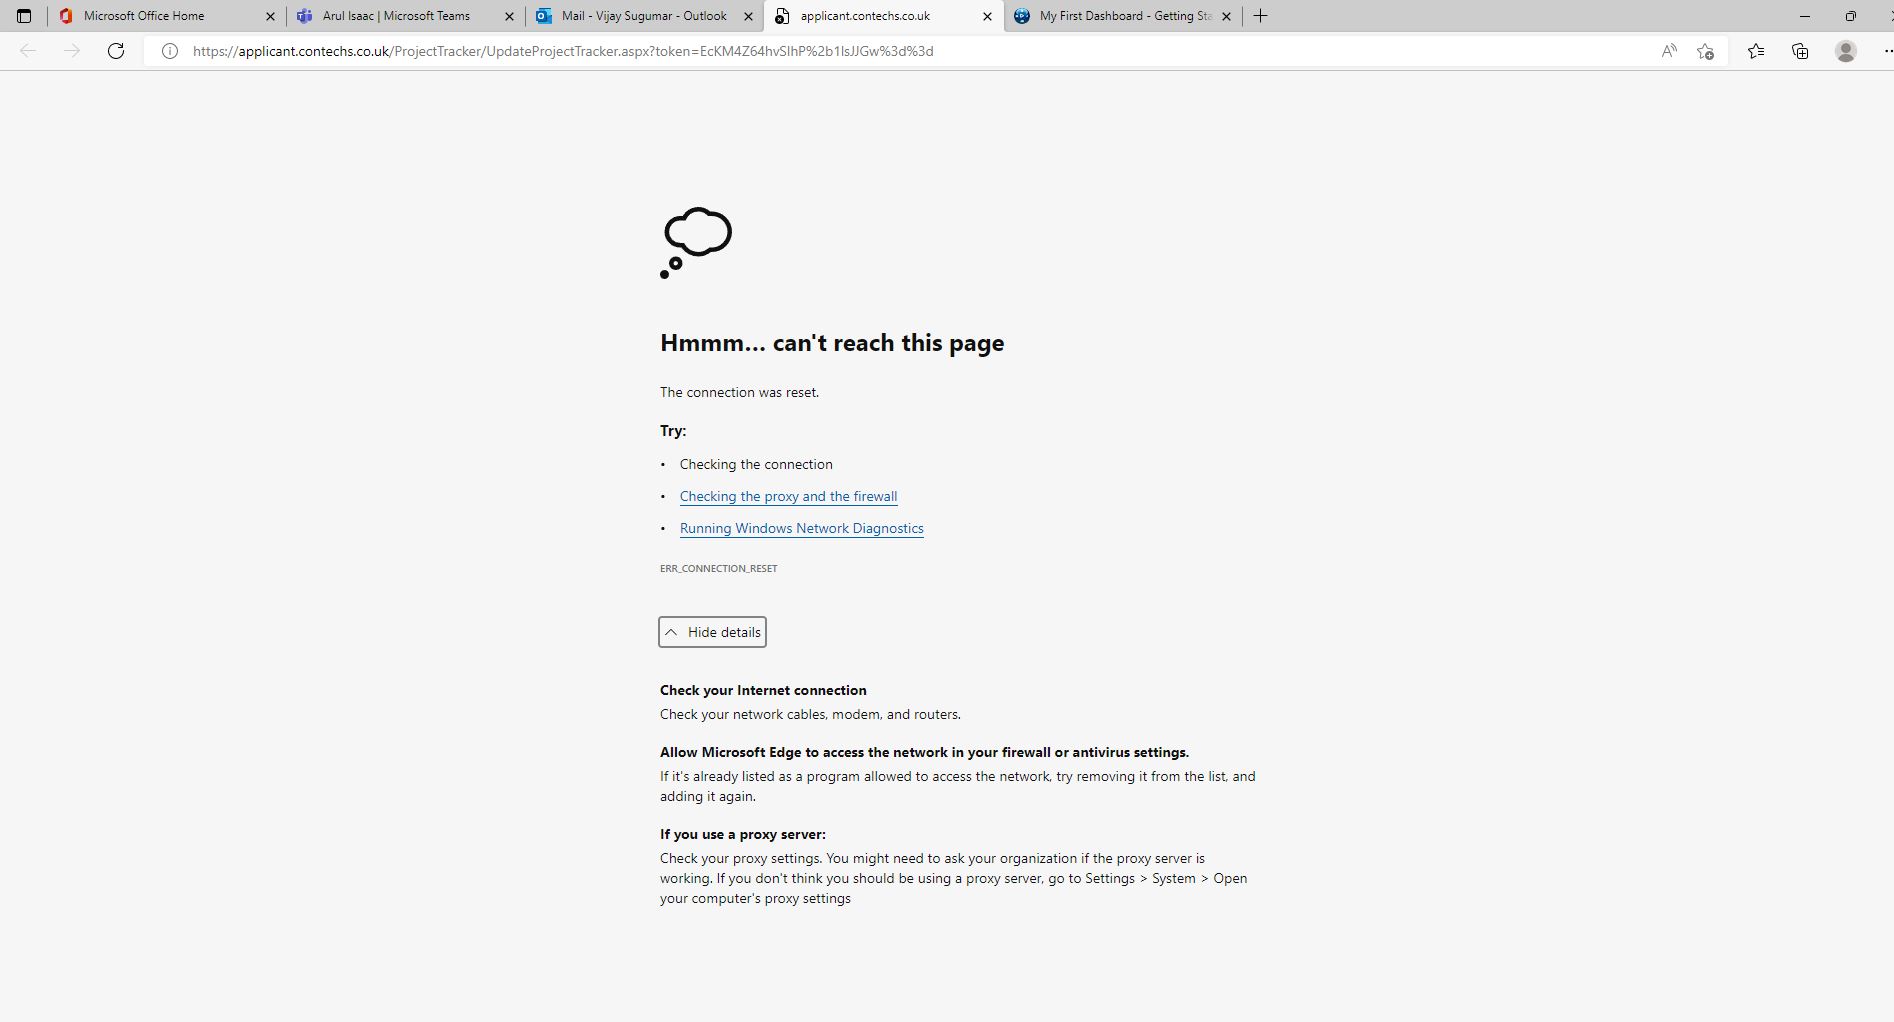 Microsoft Office Home
Arul Isaac | Microsoft Teams
Mail - Vijay Sugumar - Outlook
applicant.contechs.co.uk
My First Dashboard - Getting Sta
https://applicant.contechs.co.uk/ProjectTracker/UpdateProjectTracker.aspx?token=EcKM4Z64hvSIhP%2b1lsJJGw%3d%3d
Hmmm... can't reach this page
The connection was reset.
Try:
• Checking the connection
• Checking the proxy and the firewall
• Running Windows Network Diagnostics
ERR_CONNECTION_RESET
Hide details
Check your Internet connection
Check your network cables, modem, and routers.
Allow Microsoft Edge to access the network in your firewall or antivirus settings.
If it's already listed as a program allowed to access the network, try removing it from the list, and
adding it again.
If you use a proxy server:
Check your proxy settings. You might need to ask your organization if the proxy server is
working. If you don't think you should be using a proxy server, go to Settings > System > Open
your computer's proxy settings